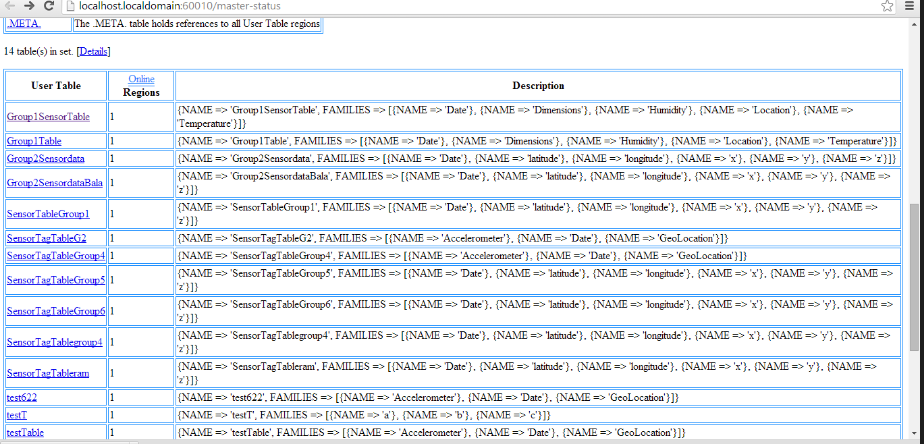 localhost.localdomain:60010/master-status
.META. The .META. table holds references to all User Table regions
14 table(s) in set. [Details]
User Table Online Regions Description
Group1SensorTable 1 {NAME => 'Group1SensorTable', FAMILIES => [{NAME => 'Date'}, {NAME => 'Dimensions'}, {NAME => 'Humidity'}, {NAME => 'Location'}, {NAME =>
'Temperature'}]}
Group1Table 1 {NAME => 'Group1Table', FAMILIES => [{NAME => 'Date'}, {NAME => 'Dimensions'}, {NAME => 'Humidity'}, {NAME => 'Location'}, {NAME => 'Temperature'}]}
Group2Sensordata 1 {NAME => 'Group2Sensordata', FAMILIES => [{NAME => 'Date'}, {NAME => 'latitude'}, {NAME => 'longitude'}, {NAME => 'x'}, {NAME => 'y'}, {NAME => 'z'}]}
Group2SensordataBala 1 {NAME => 'Group2SensordataBala', FAMILIES => [{NAME => 'Date'}, {NAME => 'latitude'}, {NAME => 'longitude'}, {NAME => 'x'}, {NAME => 'y'}, {NAME =>
'z'}]}
SensorTableGroup1 1 {NAME => 'SensorTableGroup1', FAMILIES => [{NAME => 'Date'}, {NAME => 'latitude'}, {NAME => 'longitude'}, {NAME => 'x'}, {NAME => 'y'}, {NAME =>
'z'}]}
SensorTagTableG2 1 {NAME => 'SensorTagTableG2', FAMILIES => [{NAME => 'Accelerometer'}, {NAME => 'Date'}, {NAME => 'GeoLocation'}]}
SensorTagTableGroup4 1 {NAME => 'SensorTagTableGroup4', FAMILIES => [{NAME => 'Accelerometer'}, {NAME => 'Date'}, {NAME => 'GeoLocation'}]}
SensorTagTableGroup5 1 {NAME => 'SensorTagTableGroup5', FAMILIES => [{NAME => 'Date'}, {NAME => 'latitude'}, {NAME => 'longitude'}, {NAME => 'x'}, {NAME => 'y'}, {NAME =>
'z'}]}
SensorTagTableGroup6 1 {NAME => 'SensorTagTableGroup6', FAMILIES => [{NAME => 'Date'}, {NAME => 'latitude'}, {NAME => 'longitude'}, {NAME => 'x'}, {NAME => 'y'}, {NAME =>
'z'}]}
SensorTagTablegroup4 1 {NAME => 'SensorTagTablegroup4', FAMILIES => [{NAME => 'Date'}, {NAME => 'latitude'}, {NAME => 'longitude'}, {NAME => 'x'}, {NAME => 'y'}, {NAME =>
'z'}]}
SensorTagTableram 1 {NAME => 'SensorTagTableram', FAMILIES => [{NAME => 'Date'}, {NAME => 'latitude'}, {NAME => 'longitude'}, {NAME => 'x'}, {NAME => 'y'}, {NAME =>
'z'}]}
test622 1 {NAME => 'test622', FAMILIES => [{NAME => 'Accelerometer'}, {NAME => 'Date'}, {NAME => 'GeoLocation'}]}
testT 1 {NAME => 'testT', FAMILIES => [{NAME => 'a'}, {NAME => 'b'}, {NAME => 'c'}]}
testTable 1 {NAME => 'testTable', FAMILIES => [{NAME => 'Accelerometer'}, {NAME => 'Date'}, {NAME => 'GeoLocation'}]}